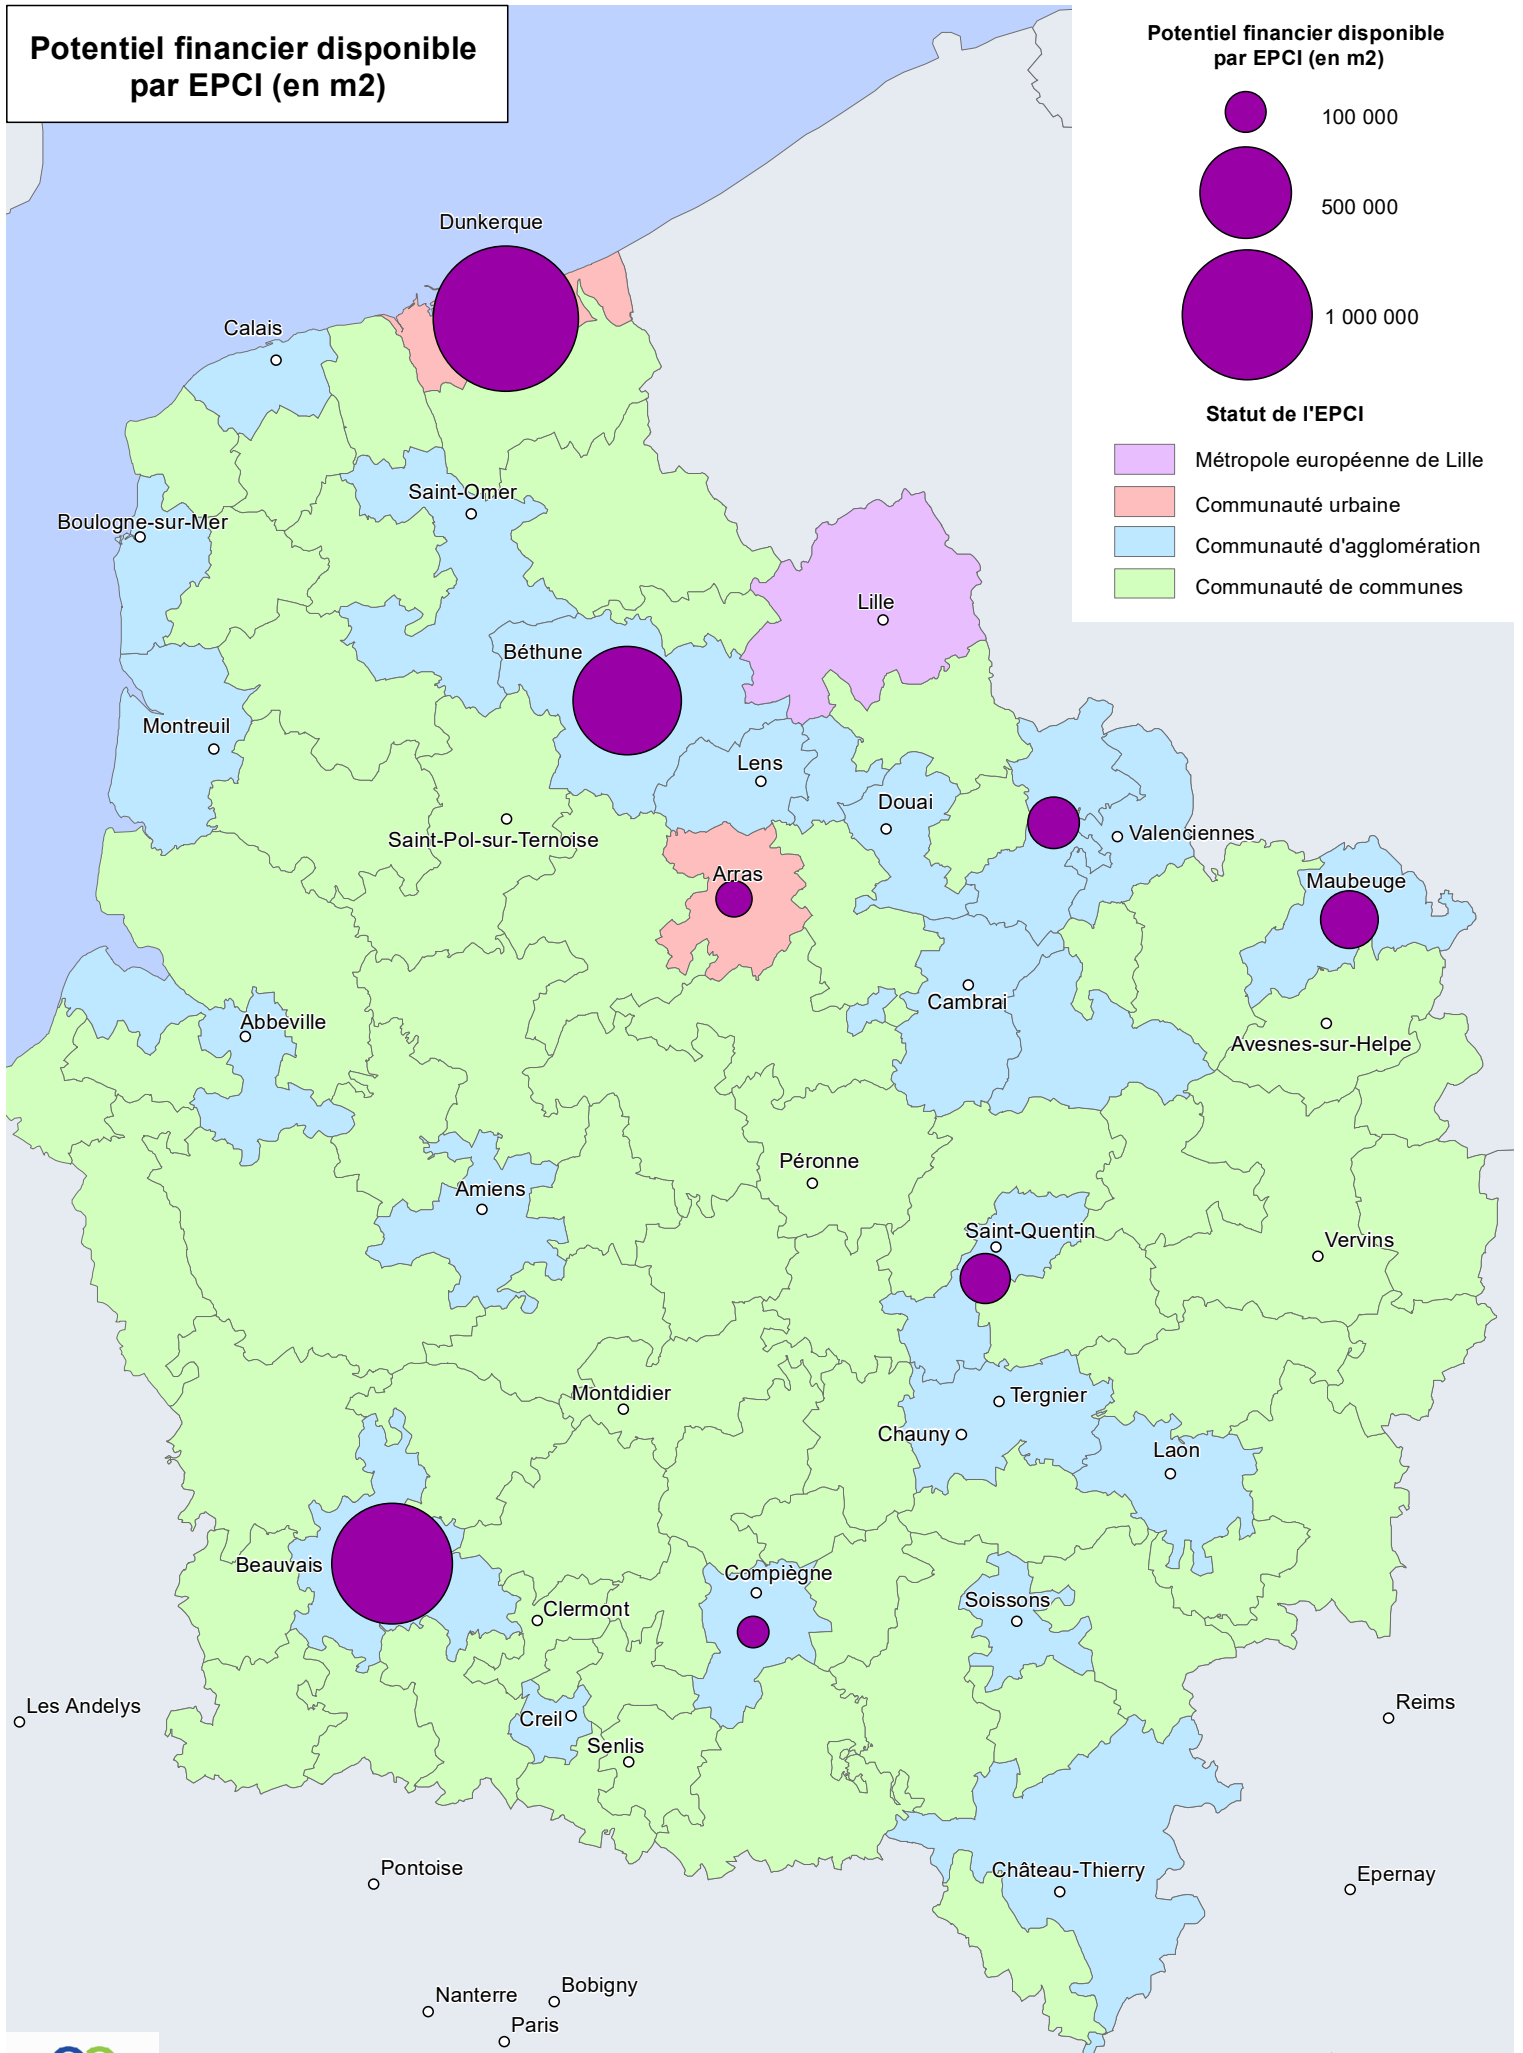 Potentiel financier disponible
par EPCI (en m2)
Potentiel financier disponible
par EPCI (en m2)
100 000
500 000
1 000 000
Statut de l'EPCI
Métropole européenne de Lille
Communauté urbaine
Communauté d'agglomération
Communauté de communes
Dunkerque
Calais
Saint-Omer
Boulogne-sur-Mer
Lille
Béthune
Montreuil
Lens
Douai
Saint-Pol-sur-Ternoise
Valenciennes
Arras
Maubeuge
Cambrai
Abbeville
Avesnes-sur-Helpe
Péronne
Amiens
Saint-Quentin
Vervins
Montdidier
Tergnier
Chauny
Laon
Beauvais
Compiègne
Clermont
Soissons
Les Andelys
Reims
Creil
Senlis
Pontoise
Château-Thierry
Epernay
Nanterre
Bobigny
Paris